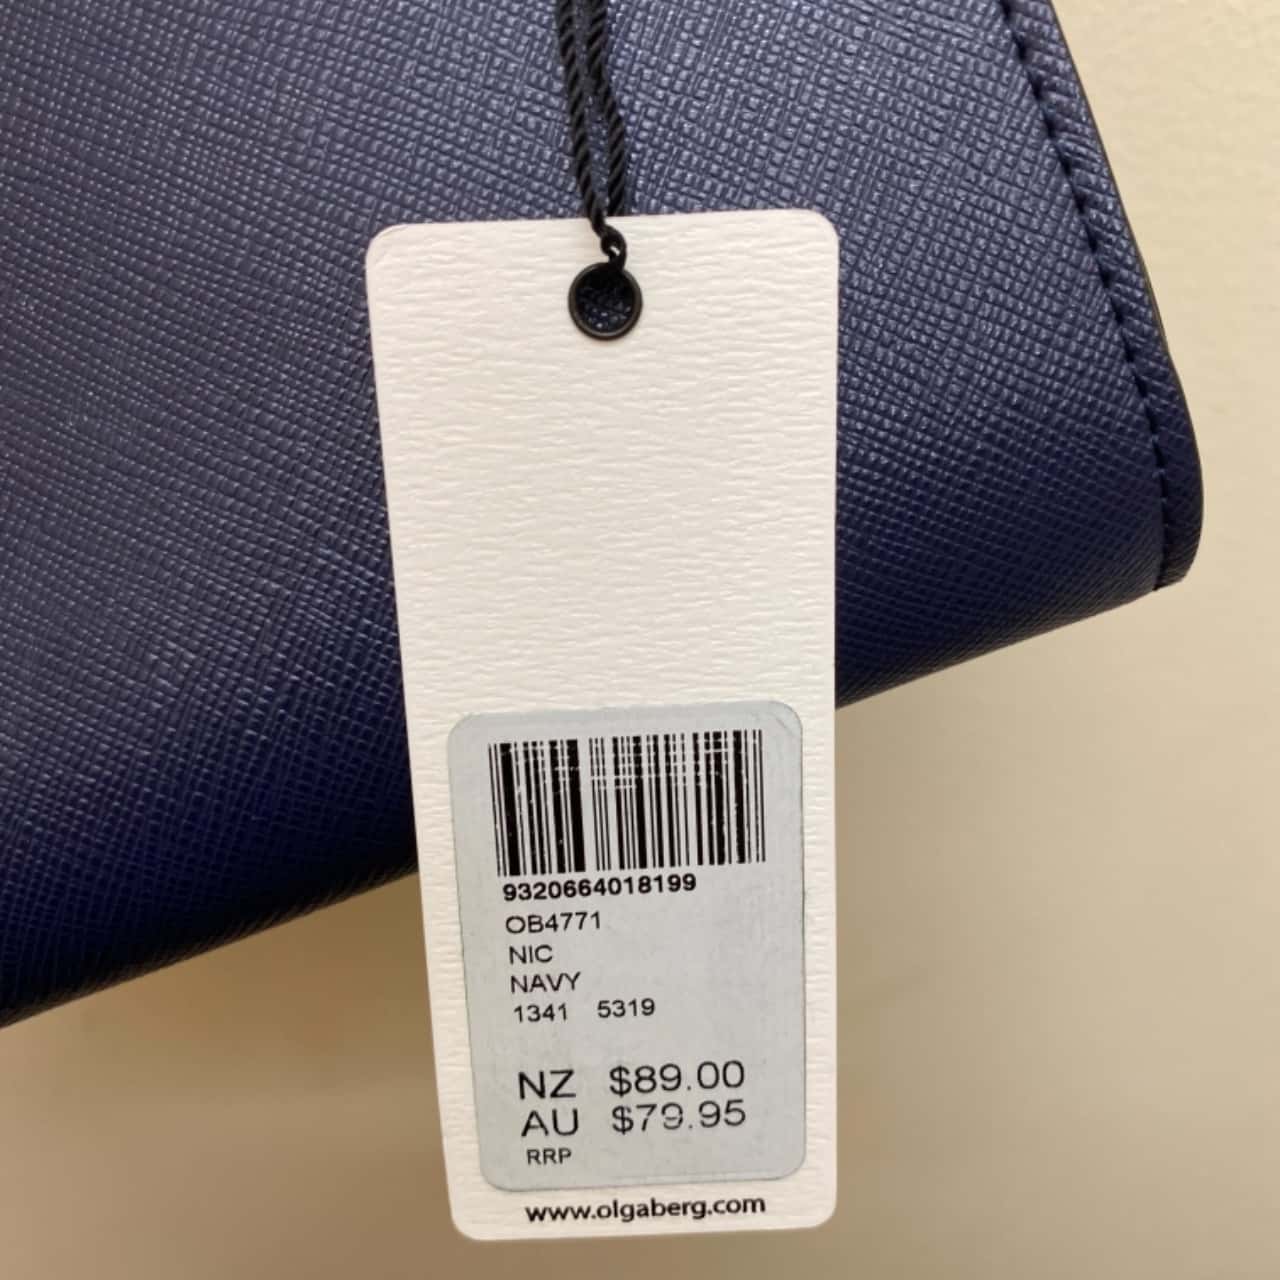 9320664018199
OB4771
NIC
NAVY
1341 5319
NZ $89.00
AU $79.95
RRP
www.olgaberg.com